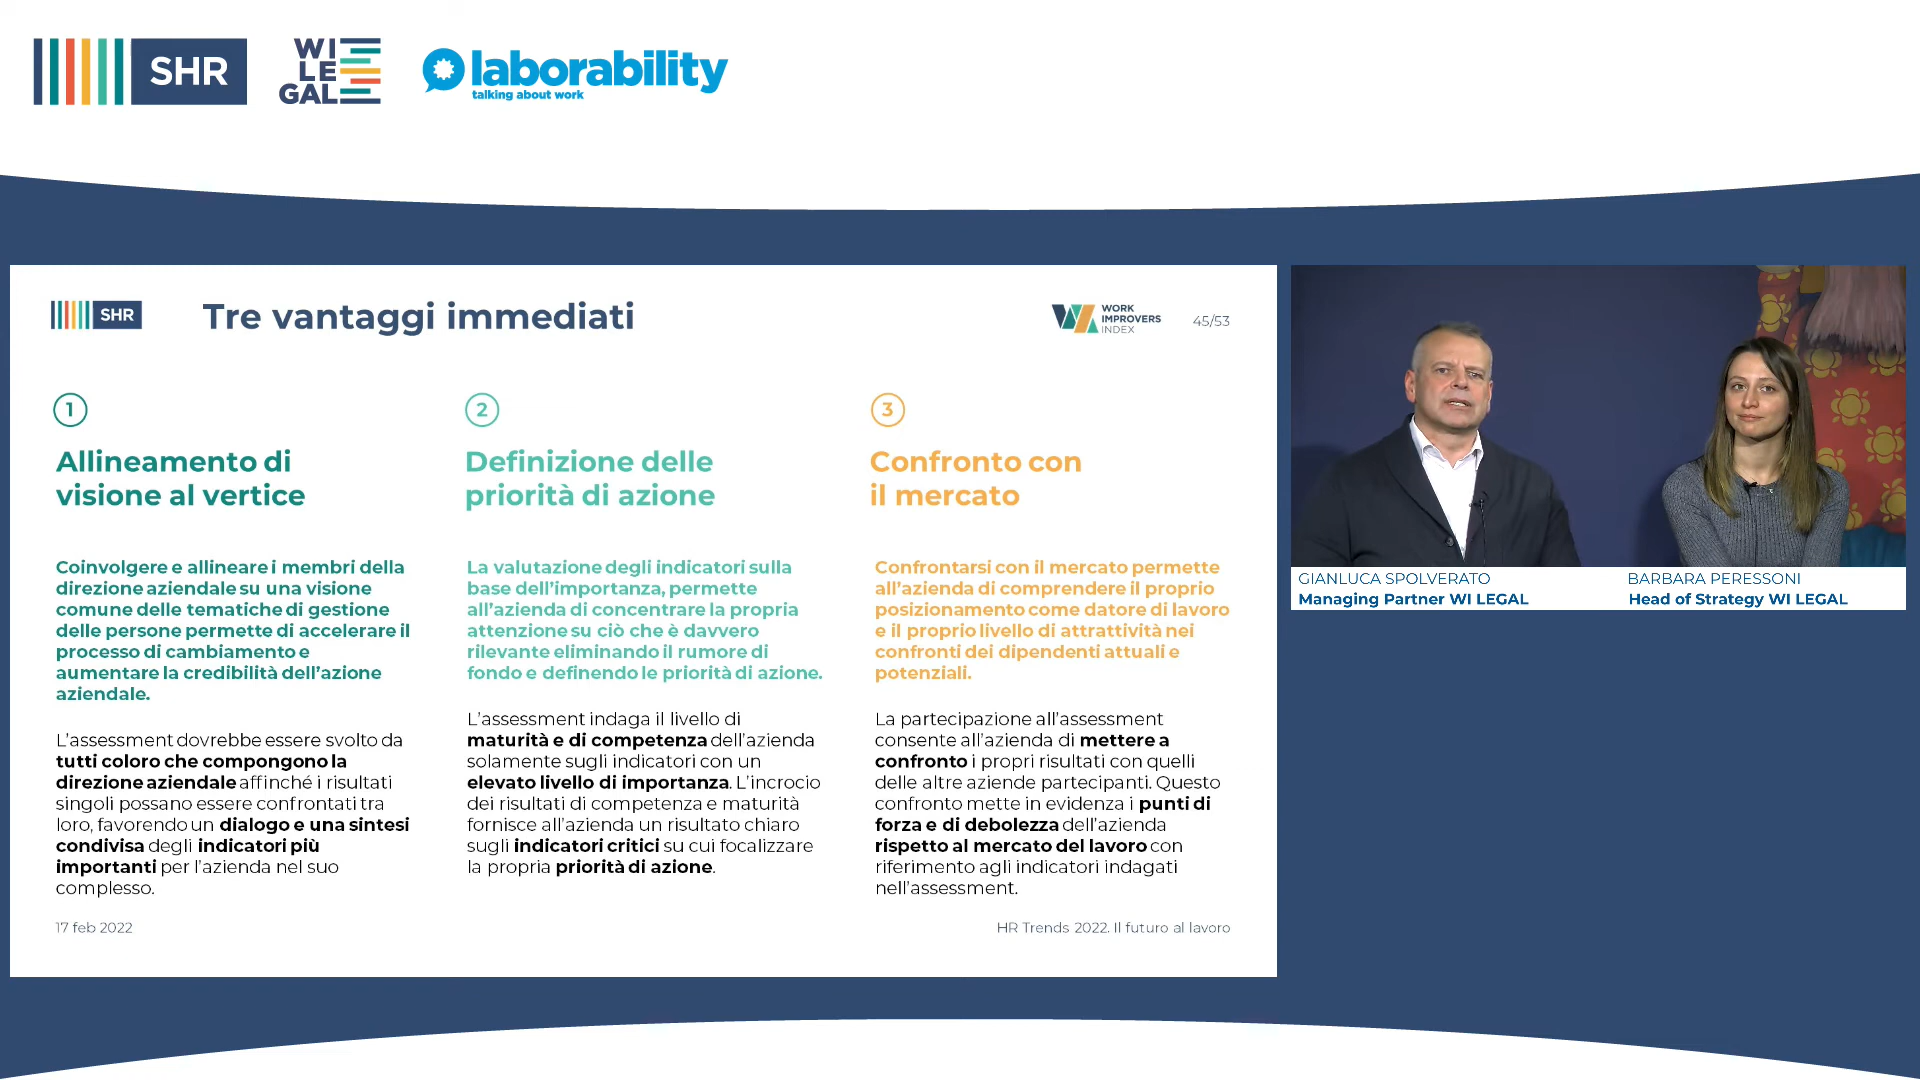 SHR
WI
LE
GAL
laborability
talking about work
SHR
Tre vantaggi immediati
WORK
IMPROVERS
INDEX
45/53
1
Allineamento di
visione al vertice
Coinvolgere e allineare i membri della
direzione aziendale su una visione
comune delle tematiche di gestione
delle persone permette di accelerare il
processo di cambiamento e
aumentare la credibilità dell'azione
aziendale.
L'assessment dovrebbe essere svolto da
tutti coloro che compongono la
direzione aziendale affinché i risultati
singoli possano essere confrontati tra
loro, favorendo un dialogo e una sintesi
condivisa degli indicatori più
importanti per l'azienda nel suo
complesso.
2
Definizione delle
priorità di azione
La valutazione degli indicatori sulla
base dell'importanza, permette
all'azienda di concentrare la propria
attenzione su ciò che è davvero
rilevante eliminando il rumore di
fondo e definendo le priorità di azione.
L'assessment indaga il livello di
maturità e di competenza dell'azienda
solamente sugli indicatori con un
elevato livello di importanza. L'incrocio
dei risultati di competenza e maturità
fornisce all'azienda un risultato chiaro
sugli indicatori critici su cui focalizzare
la propria priorità di azione.
3
Confronto con
il mercato
Confrontarsi con il mercato permette
all'azienda di comprendere il proprio
posizionamento come datore di lavoro
e il proprio livello di attrattività nei
confronti dei dipendenti attuali e
potenziali.
La partecipazione all'assessment
consente all'azienda di mettere a
confronto i propri risultati con quelli
delle altre aziende partecipanti. Questo
confronto mette in evidenza i punti di
forza e di debolezza dell'azienda
rispetto al mercato del lavoro con
riferimento agli indicatori indagati
nell'assessment.
17 feb 2022
HR Trends 2022. Il futuro al lavoro
GIANLUCA SPOLVERATO
Managing Partner WI LEGAL
BARBARA PERESSONI
Head of Strategy WI LEGAL